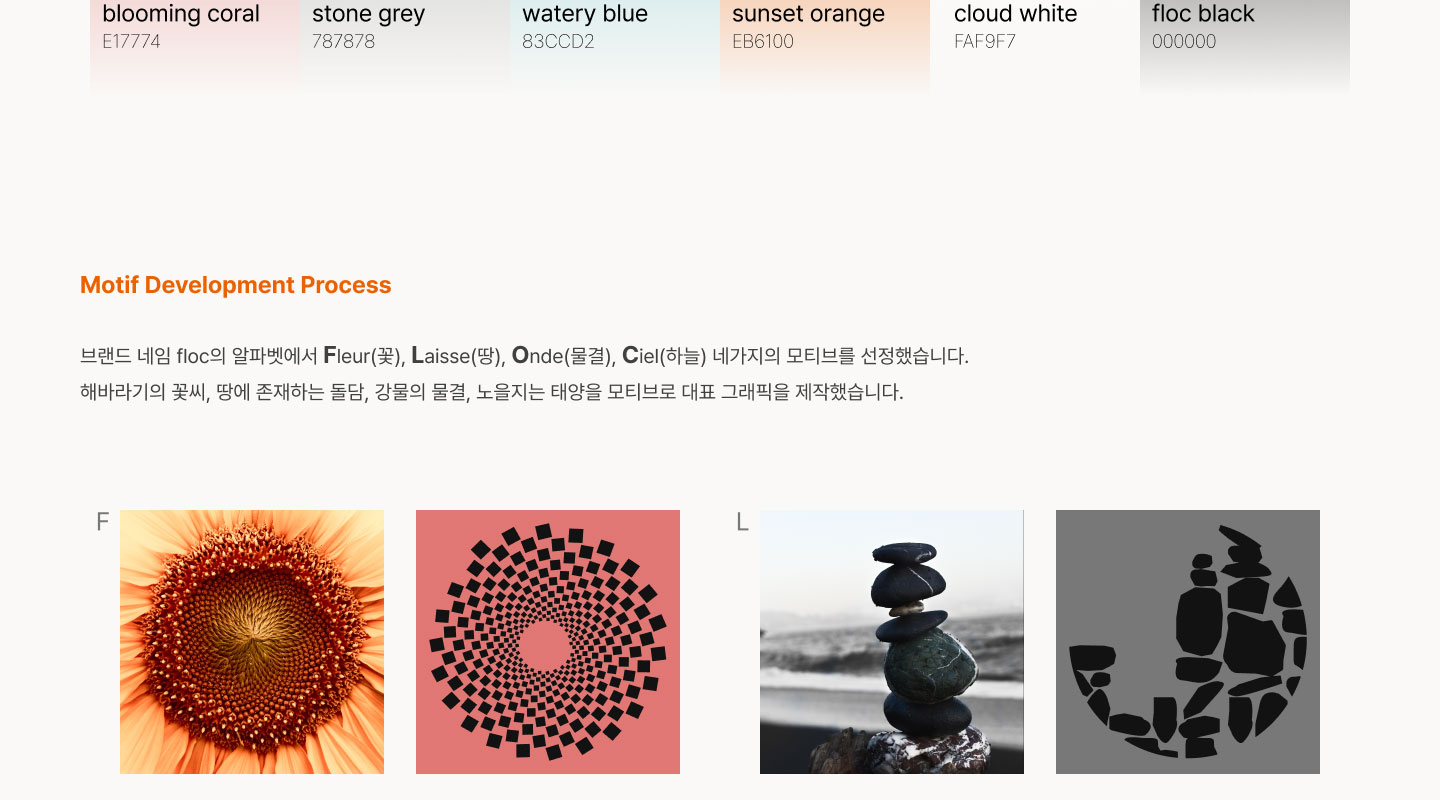 blooming coral
E17774
stone grey
787878
watery blue
83CCD2
sunset orange
EB6100
cloud white
FAF9F7
floc black
000000
Motif Development Process
브랜드 네임 floc의 알파벳에서 Fleur(꽃), Laisse(땅), Onde(물결), Ciel(하늘) 네가지의 모티브를 선정했습니다.
해바라기의 꽃씨, 땅에 존재하는 돌담, 강물의 물결, 노을지는 태양을 모티브로 대표 그래픽을 제작했습니다.
F
L